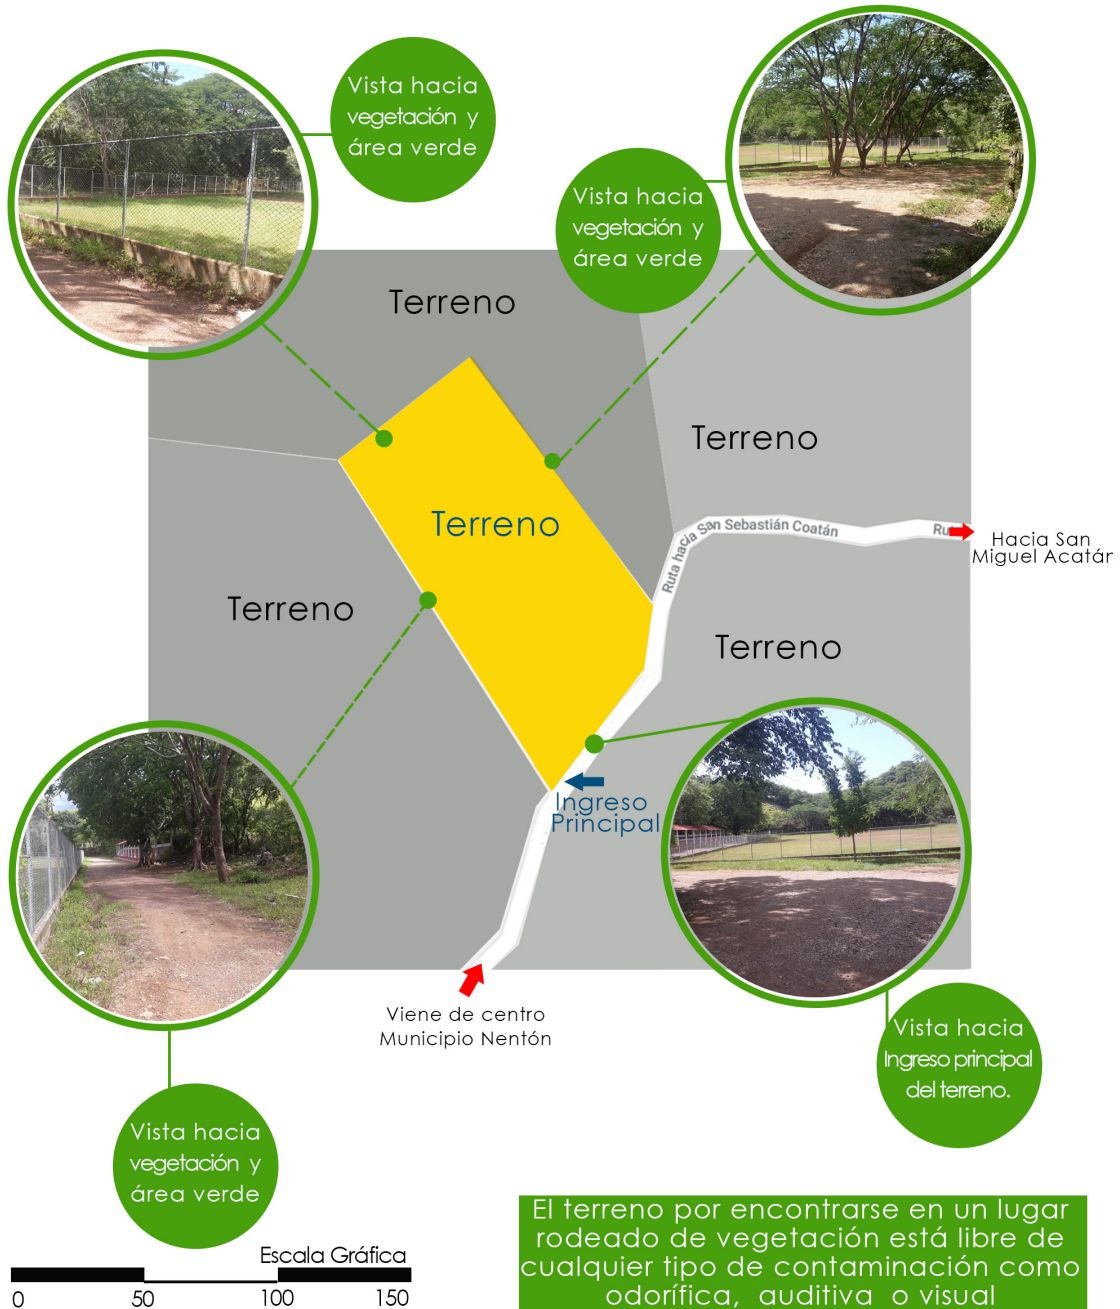 Vista hacia
vegetación y
área verde
Vista hacia
vegetación y
área verde
Terreno
Terreno
Terreno
Terreno
Terreno
Ruta hacia San Sebastián Coatán
Hacia San
Miguel Acatán
Ingreso
Principal
Viene de centro
Municipio Nentón
Vista hacia
Ingreso principal
del terreno.
Vista hacia
vegetación y
área verde
Escala Gráfica
0 50 100 150
El terreno por encontrarse en un lugar
rodeado de vegetación está libre de
cualquier tipo de contaminación como
odorífica, auditiva o visual